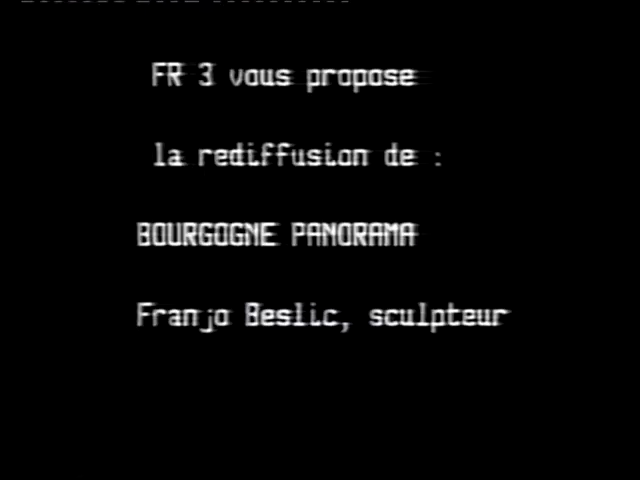 FR 3 vous propose
la rediffusion de :
BOURGOGNE PANORAMA
Franjo Beslic, sculpteur